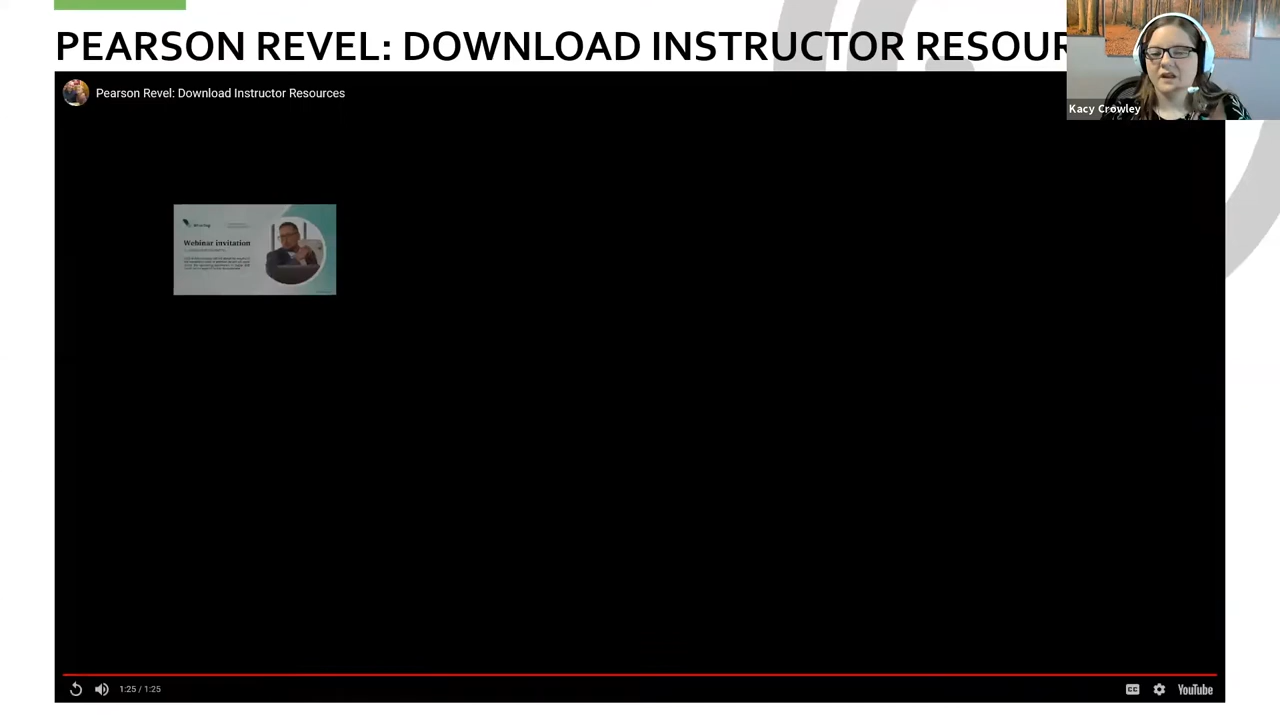 PEARSON REVEL: DOWNLOAD INSTRUCTOR RESOUR
Kacy Crowley
Pearson Revel: Download Instructor Resources
Webinar invitation
1:25 / 1:25
CC
YouTube